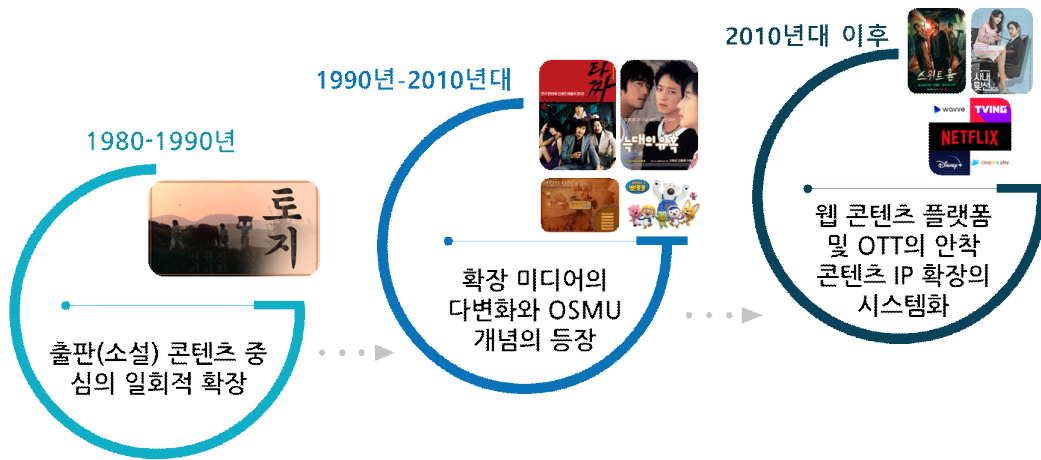 1980-1990년
토지
출판(소설) 콘텐츠 중
심의 일회적 확장
1990년-2010년대
타짜
늑대의 유혹
확장 미디어의
다변화와 OSMU
개념의 등장
2010년대 이후
스위트홈
사내
맞선
wavve
TVING
NETFLIX
Disney+
coupang play
웹 콘텐츠 플랫폼
및 OTT의 안착
콘텐츠 IP 확장의
시스템화